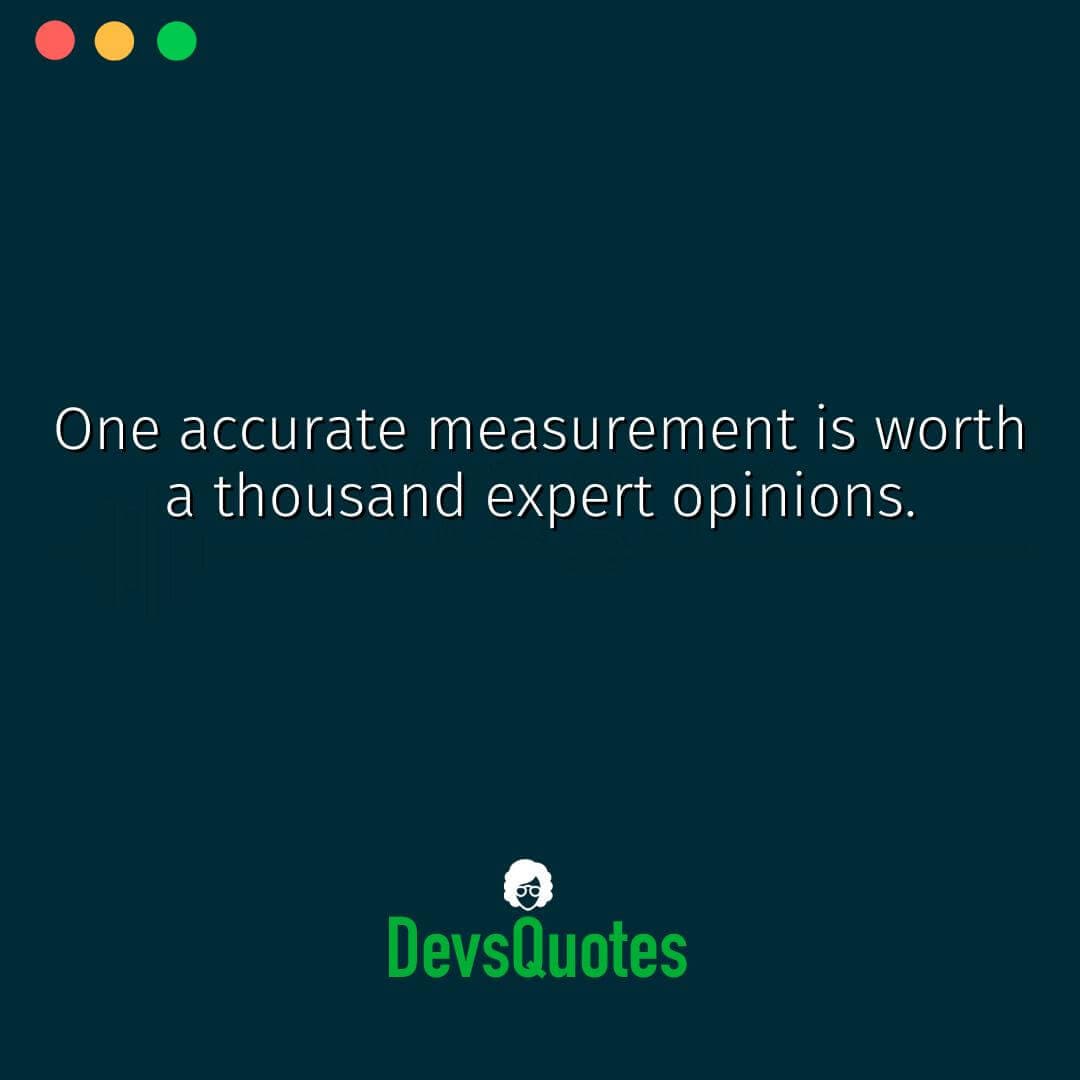 One accurate measurement is worth
a thousand expert opinions.
DevsQuotes